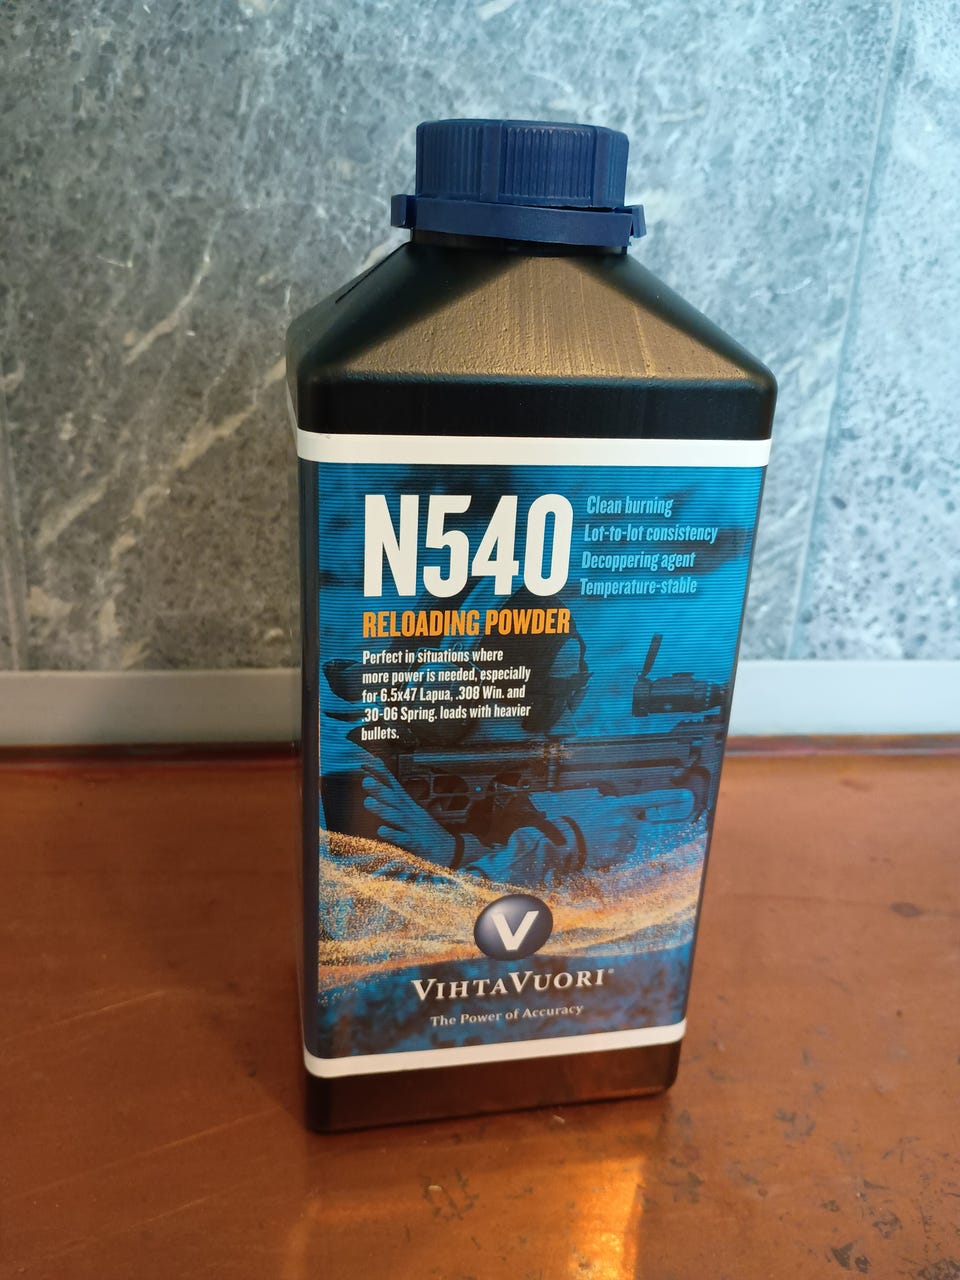 N540
Clean burning
Lot-to-lot consistency
Decoppering agent
Temperature-stable
RELOADING POWDER
Perfect in situations where
more power is needed, especially
for 6.5x47 Lapua, .308 Win. and
.30-06 Spring. loads with heavier
bullets.
V
VIHTAVUORI®
The Power of Accuracy